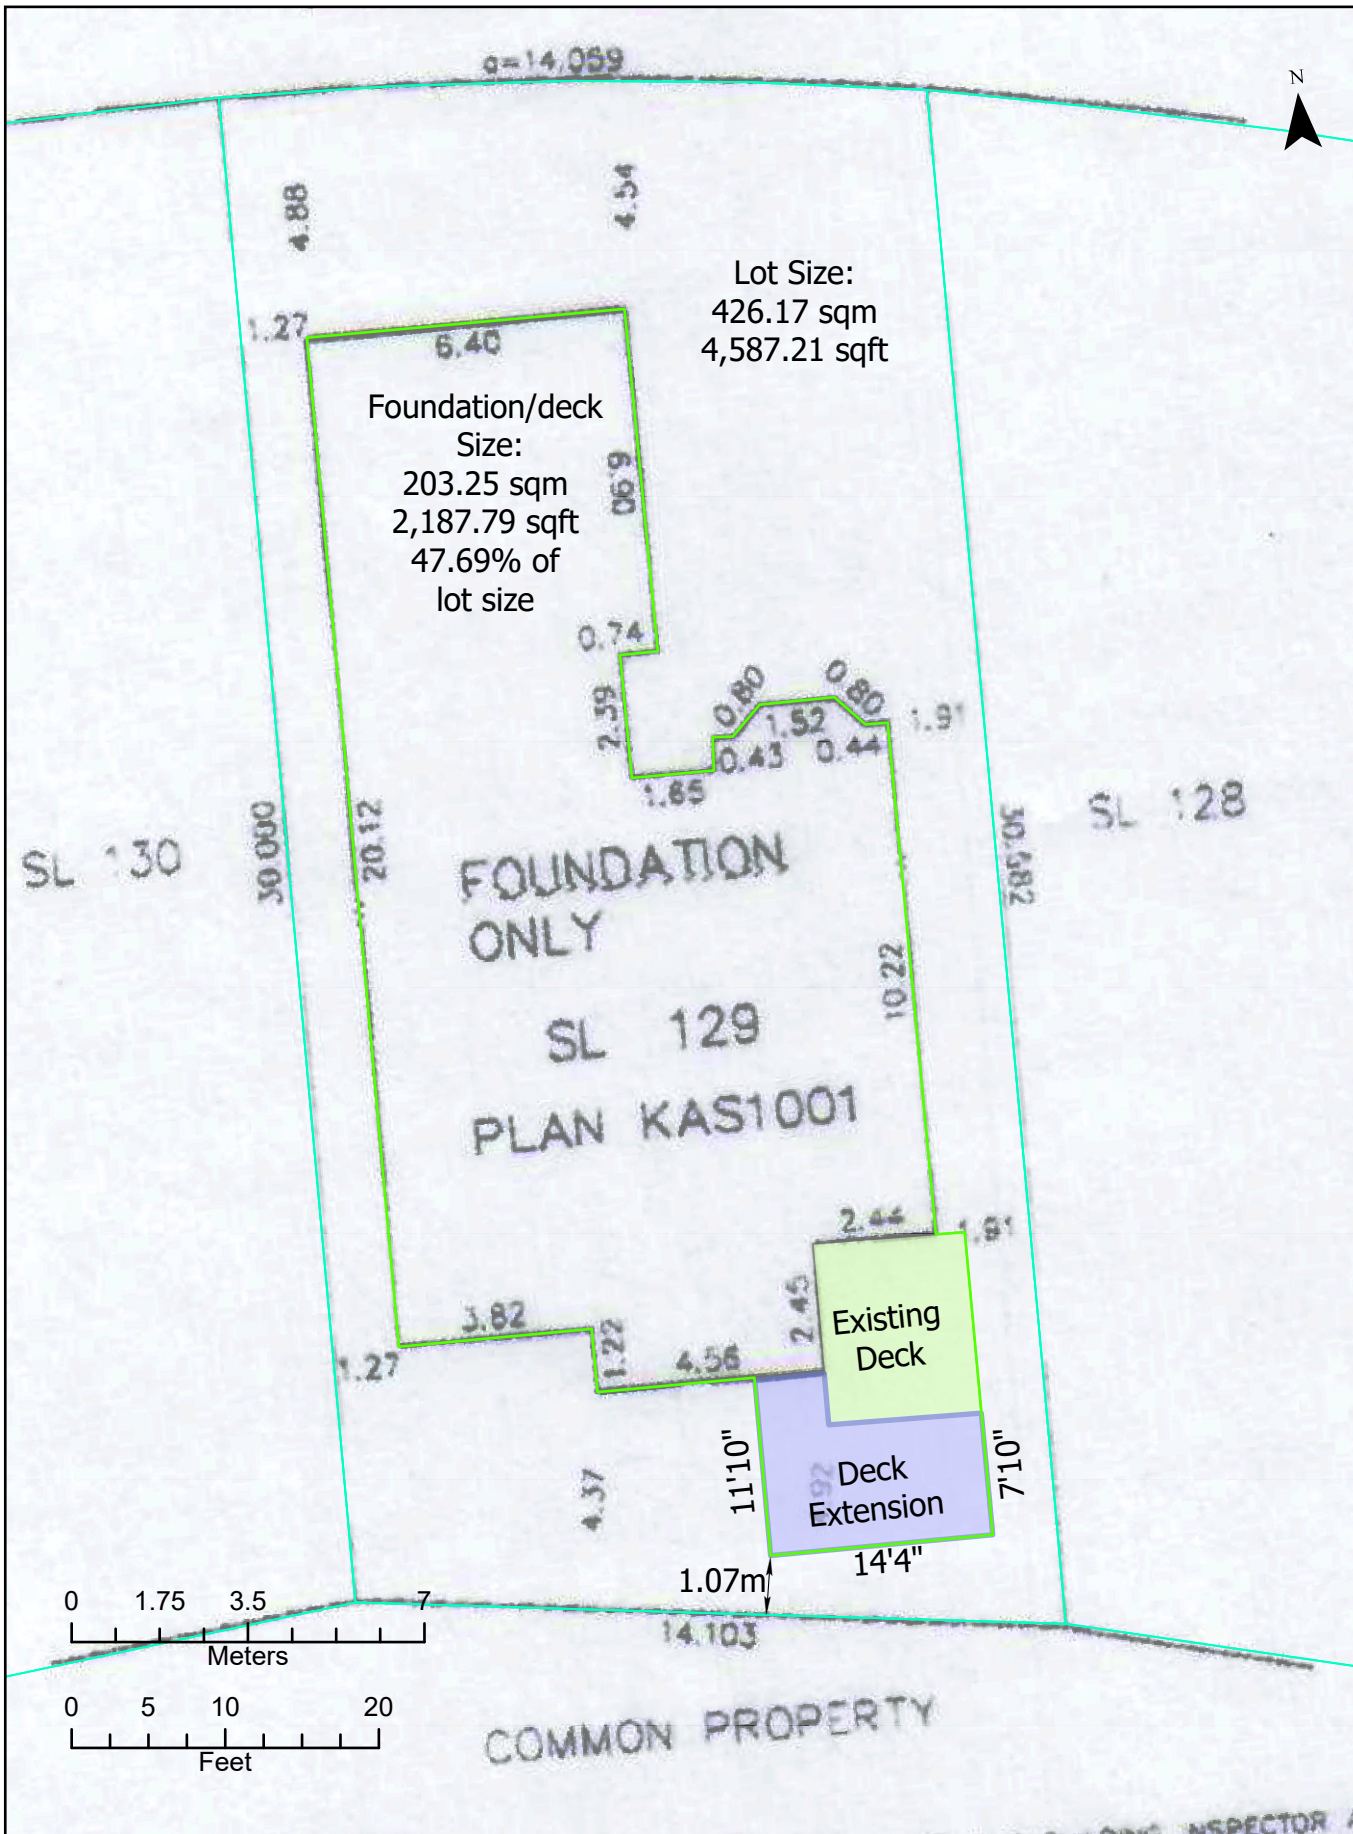 a=14.059
N
4.88
4.54
Lot Size:
426.17 sqm
4,587.21 sqft
1.27
6.40
Foundation/deck
Size:
203.25 sqm
2,187.79 sqft
47.69% of
lot size
6.90
0.74
2.39
0.80
0.80
1.52
1.91
0.43
0.44
1.65
SL 130
30.000
20.12
30.582
SL 128
FOUNDATION
ONLY
10.22
SL 129
PLAN KAS1001
2.44
1.91
2.45
Existing
Deck
3.82
1.22
4.56
1.27
11'10"
7'10"
4.37
Deck
Extension
14'4"
1.07m
0 1.75 3.5 7
Meters
14.103
0 5 10 20
Feet
COMMON PROPERTY
INSPECTOR